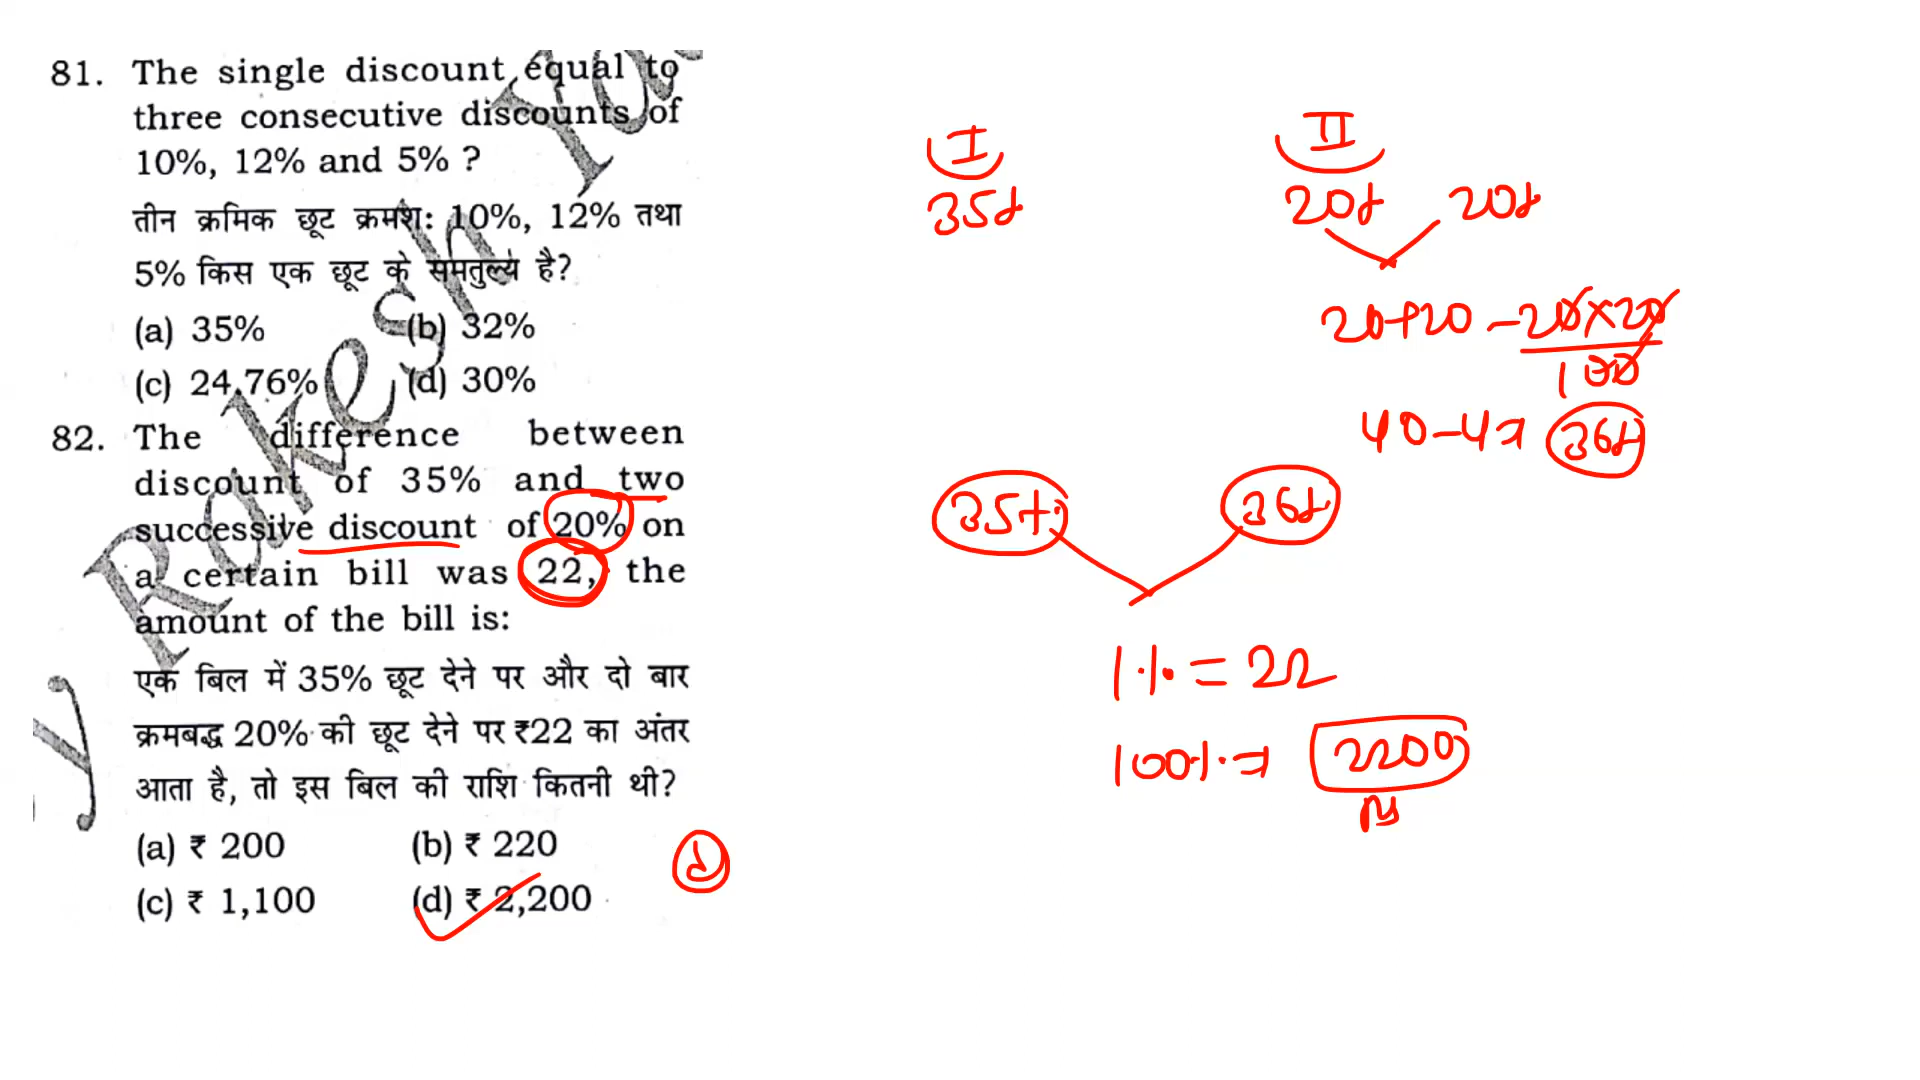 81. The single discount equal to
three consecutive discounts of
10%, 12% and 5% ?
तीन क्रमिक छूट क्रमश: 10%, 12% तथा
5% किस एक छूट के समतुल्य है?
(a) 35% (b) 32%
(c) 24.76% (d) 30%
82. The difference between
discount of 35% and two
successive discount of 20% on
a certain bill was 22, the
amount of the bill is:
एक बिल में 35% छूट देने पर और दो बार
क्रमबद्ध 20% की छूट देने पर ₹22 का अंतर
आता है, तो इस बिल की राशि कितनी थी?
(a) ₹ 200 (b) ₹ 220
(c) ₹ 1,100 (d) ₹ 2,200
d
y Rakesh Yad
I II
35% 20% 20%
20+20 - 20×20
100
40-4= 36%
35% 36%
1% = 22
100% = 2200